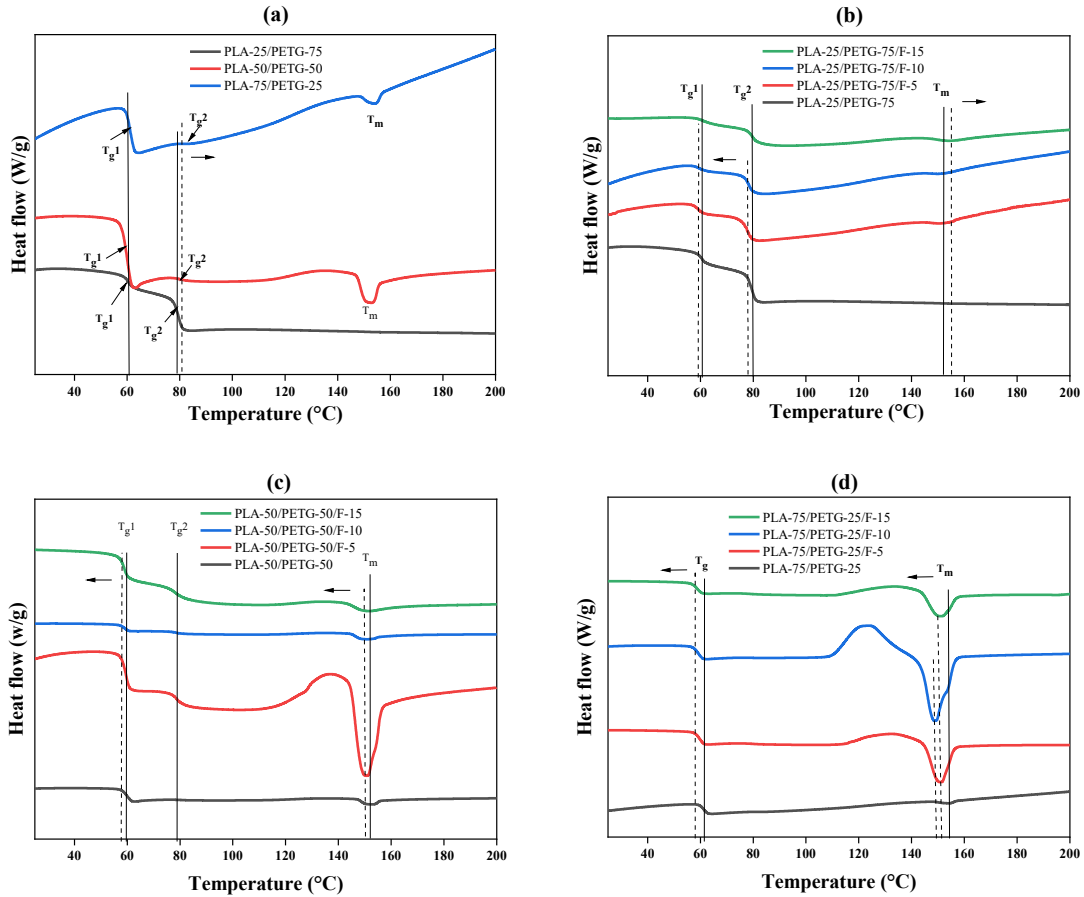 (a)
PLA-25/PETG-75
PLA-50/PETG-50
PLA-75/PETG-25
Tg1
Tg2
Tm
Tg1
Tg2
Tm
Tg1
Tg2
Heat flow (W/g)
40 60 80 100 120 140 160 180 200
Temperature (°C)
(b)
PLA-25/PETG-75/F-15
PLA-25/PETG-75/F-10
PLA-25/PETG-75/F-5
PLA-25/PETG-75
Tg1
Tg2
Tm
Heat flow (W/g)
40 60 80 100 120 140 160 180 200
Temperature (°C)
(c)
PLA-50/PETG-50/F-15
PLA-50/PETG-50/F-10
PLA-50/PETG-50/F-5
PLA-50/PETG-50
Tg1
Tg2
Tm
Heat flow (w/g)
40 60 80 100 120 140 160 180 200
Temperature (°C)
(d)
PLA-75/PETG-25/F-15
PLA-75/PETG-25/F-10
PLA-75/PETG-25/F-5
PLA-75/PETG-25
Tg
Tm
Heat flow (W/g)
40 60 80 100 120 140 160 180 200
Temperature (°C)